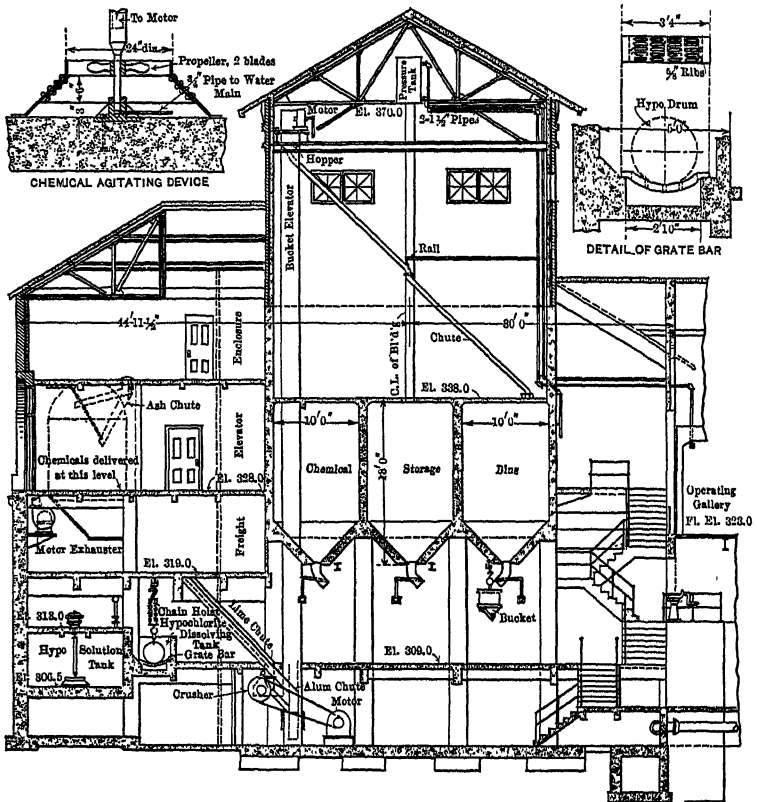 To Motor
24" dia.
Propeller, 2 blades
¾" Pipe to Water
Main
CHEMICAL AGITATING DEVICE
Motor
El. 370.0
Pressure
Tank
2-1½" Pipes
Hopper
Bucket Elevator
3'4"
⅝" Ribs
Hypo Drum
5'0"
2'10"
DETAIL OF GRATE BAR
Rail
44'-11-½"
Enclosure
C.L. of Bl'd'g
30'0"
Chute
El. 338.0
Ash Chute
Elevator
10'0"
10'0"
Chemicals delivered
at this level
El. 328.0
Chemical
18'0"
Storage
Bins
Operating
Gallery
Fl. El. 323.0
Freight
Motor Exhauster
El. 319.0
Chain Hoist
Hypochlorite
Dissolving
Tank
Grate Bar
Lime Chute
Bucket
El. 313.0
Hypo Solution
Tank
El. 306.5
El. 309.0
Crusher
Alum Chute
Motor